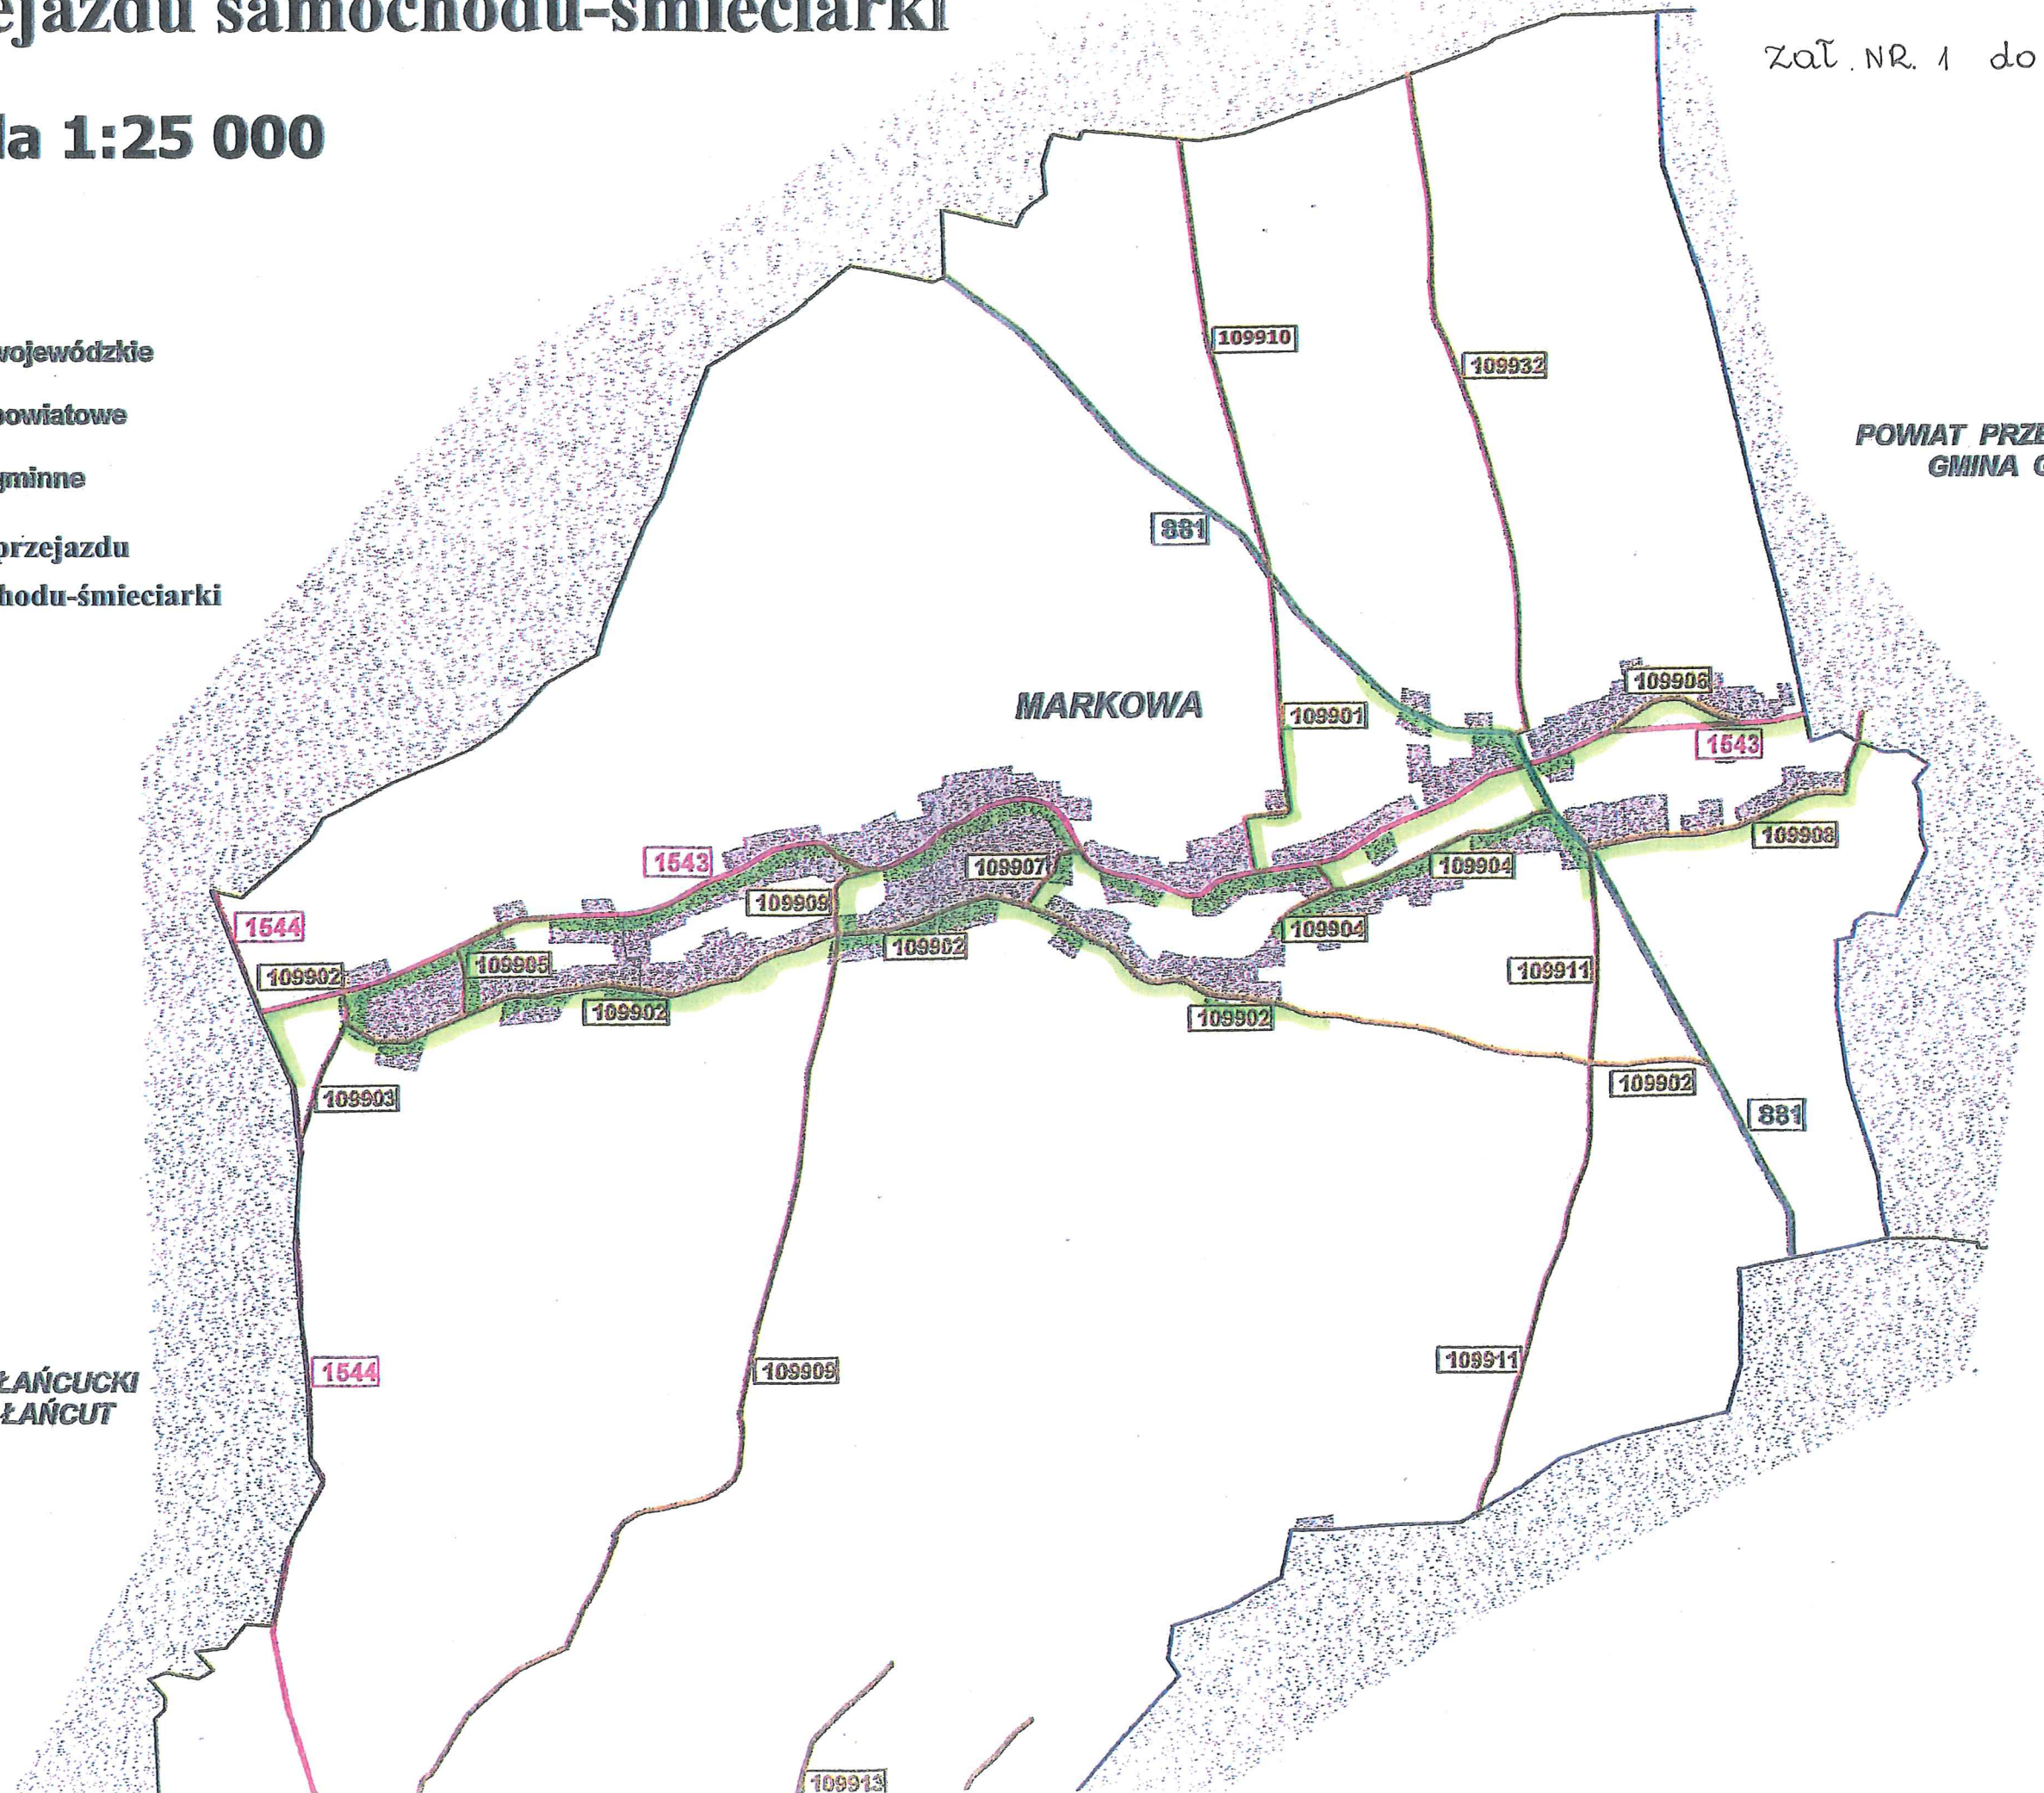 ejazdu samochodu-śmieciarki
Zał. NR. 1 do
la 1:25 000
wojewódzkie
powiatowe
gminne
przejazdu
hodu-śmieciarki
109910
109932
POWIAT PRZE
GMINA G
881
109906
MARKOWA
109901
1543
109908
1543
109907
109904
109909
1544
109904
109902
109905
109902
109911
109902
109902
109902
109903
881
1544
109909
109911
ŁAŃCUCKI
ŁAŃCUT
109913